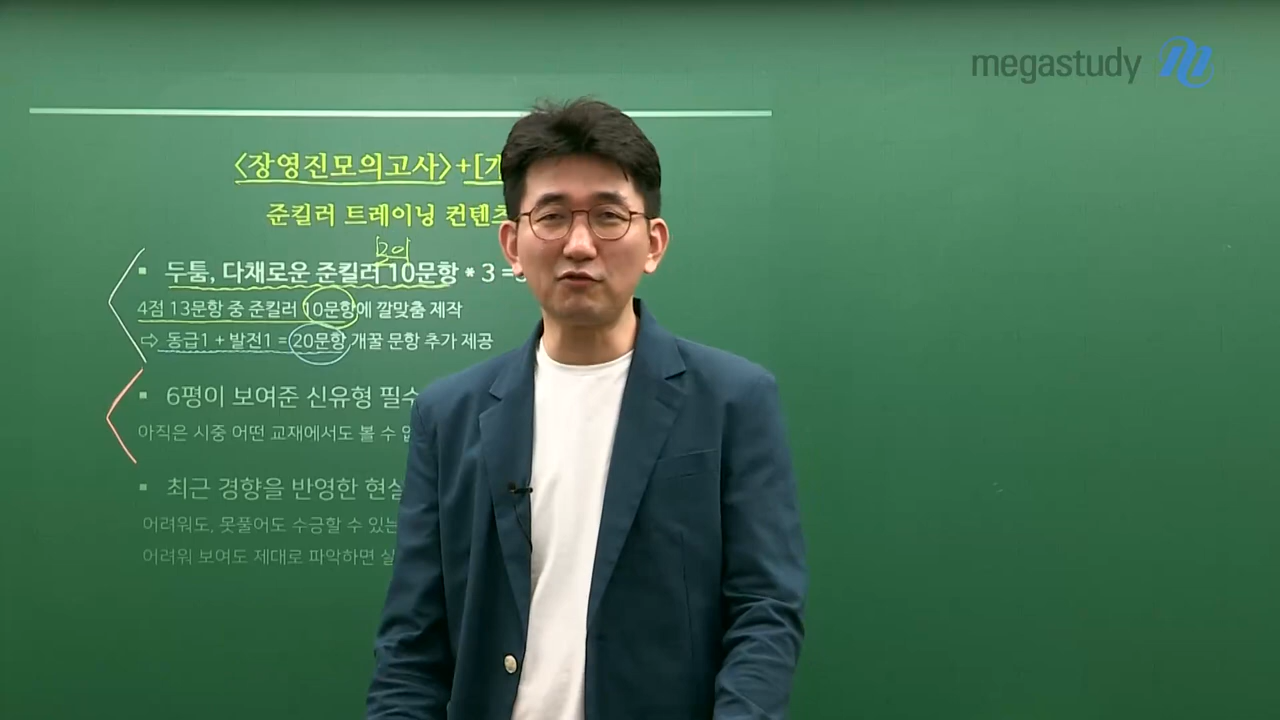 megastudy
<장영진모의고사>+[가
준킬러 트레이닝 컨텐츠
▪ 두툼, 다채로운 준킬러 10문항 * 3 =
4점 13문항 중 준킬러 10문항에 깔맞춤 제작
⇨ 동급1 + 발전1 = 20문항 개꿀 문항 추가 제공
▪ 6평이 보여준 신유형 필수
아직은 시중 어떤 교재에서도 볼 수 없
▪ 최근 경향을 반영한 현실
어려워도, 못풀어도 수긍할 수 있는
어려워 보여도 제대로 파악하면 실